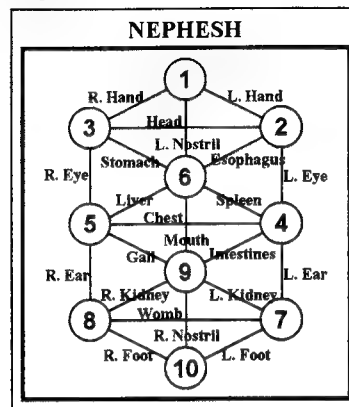 NEPHESH
1
R. Hand L. Hand
3 Head 2
L. Nostril
Stomach Esophagus
R. Eye 6 L. Eye
Liver Spleen
5 Chest 4
Mouth
Gall Intestines
R. Ear 9 L. Ear
R. Kidney L. Kidney
8 Womb 7
R. Nostril
R. Foot L. Foot
10